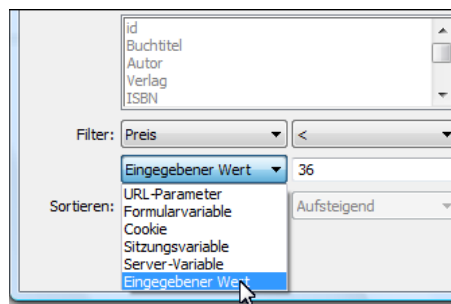 id
Buchtitel
Autor
Verlag
ISBN
Filter: Preis <
Eingegebener Wert 36
URL-Parameter
Formularvariable
Cookie
Sitzungsvariable
Server-Variable
Eingegebener Wert
Sortieren: Aufsteigend